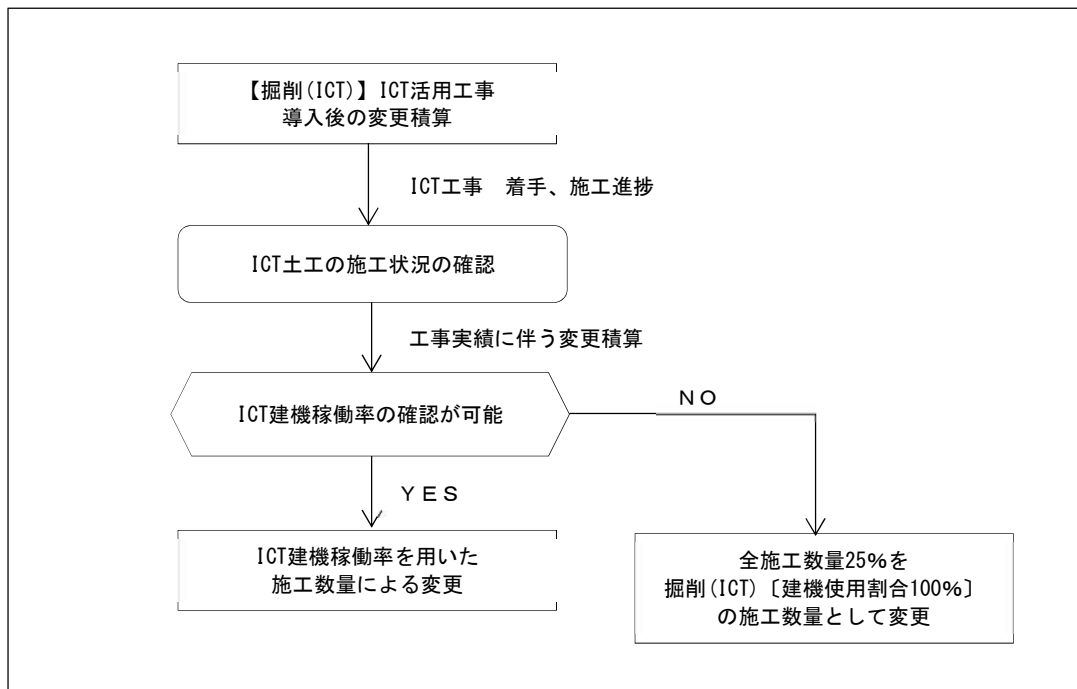 【掘削(ICT)】ICT活用工事
導入後の変更積算
ICT工事　着手、施工進捗
ICT土工の施工状況の確認
工事実績に伴う変更積算
ICT建機稼働率の確認が可能
ＮＯ
ＹＥＳ
ICT建機稼働率を用いた
施工数量による変更
全施工数量25%を
掘削(ICT)〔建機使用割合100%〕
の施工数量として変更